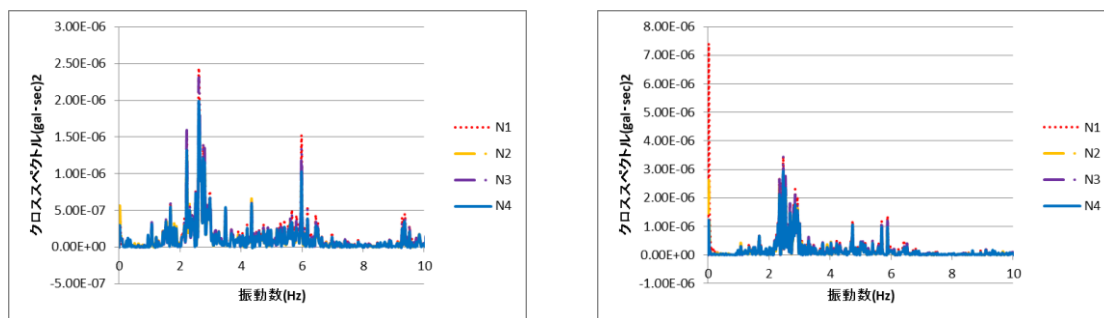 3.00E-06
2.50E-06
2.00E-06
1.50E-06
1.00E-06
5.00E-07
0.00E+00
-5.00E-07
クロススペクトル(gal・sec)2
0 2 4 6 8 10
振動数(Hz)
N1
N2
N3
N4
8.00E-06
7.00E-06
6.00E-06
5.00E-06
4.00E-06
3.00E-06
2.00E-06
1.00E-06
0.00E+00
-1.00E-06
クロススペクトル(gal・sec)2
0 2 4 6 8 10
振動数(Hz)
N1
N2
N3
N4